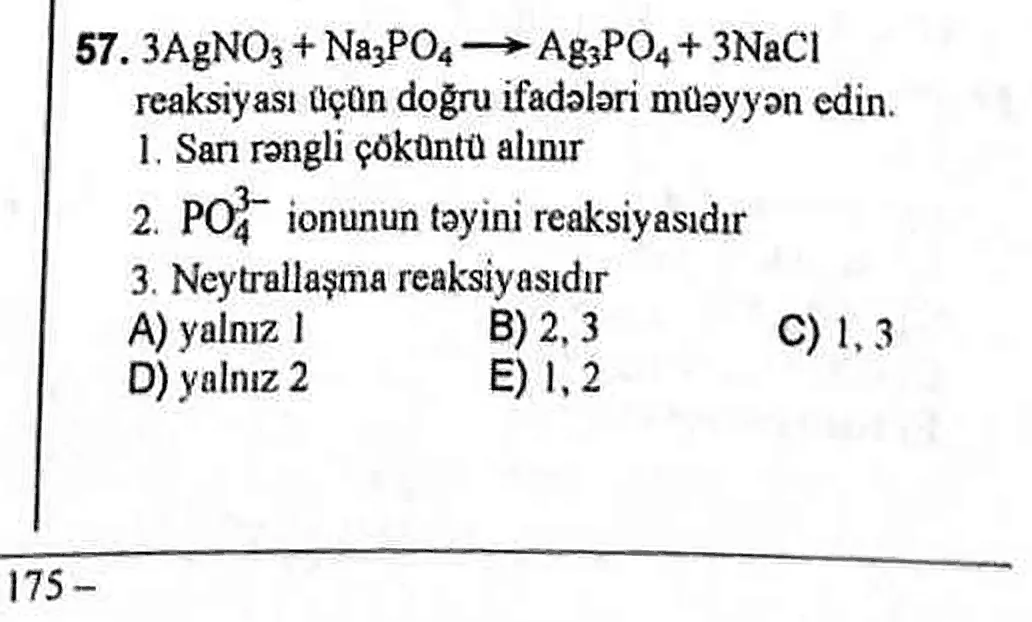 57. 3AgNO₃ + Na₃PO₄ ⟶ Ag₃PO₄ + 3NaCl
reaksiyası üçün doğru ifadələri müəyyən edin.
1. Sarı rəngli çöküntü alınır
2. PO₄³⁻ ionunun təyini reaksiyasıdır
3. Neytrallaşma reaksiyasıdır
A) yalnız 1 B) 2, 3 C) 1, 3
D) yalnız 2 E) 1, 2
175 –